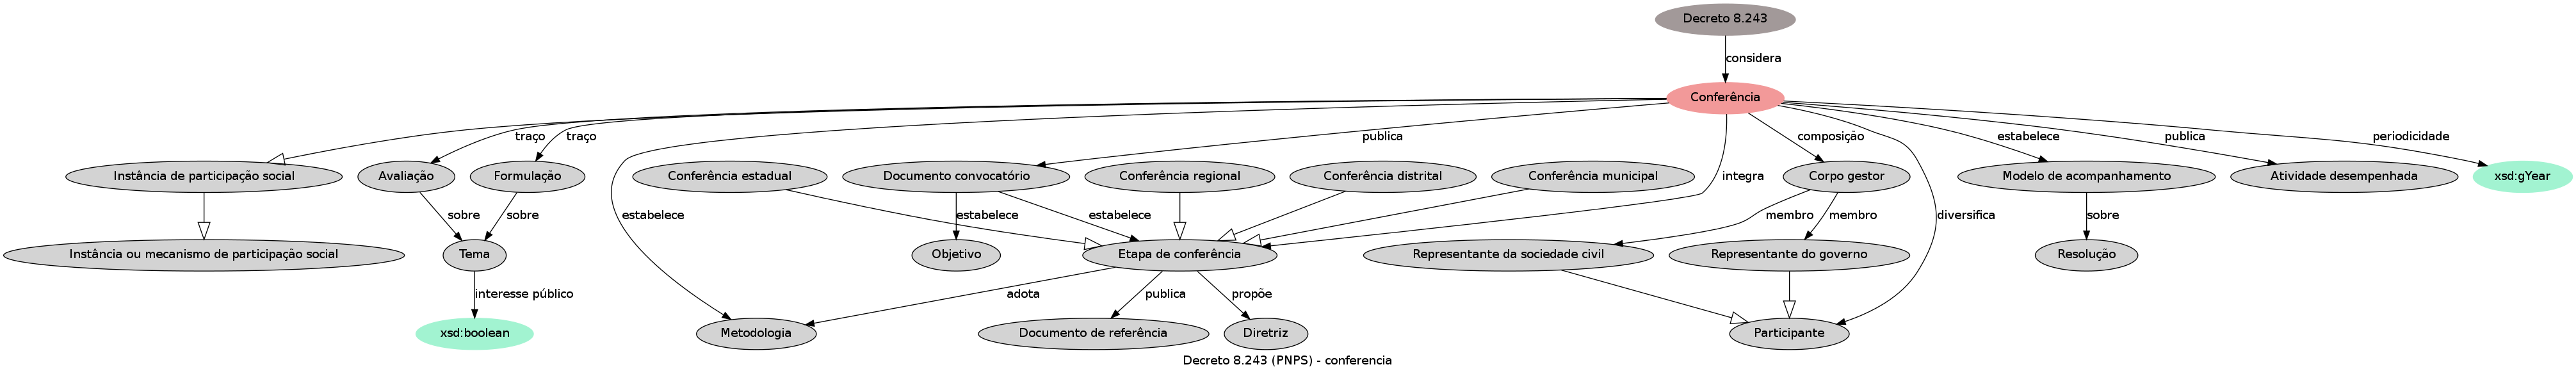 Decreto 8.243
considera
Conferência
traço
traço
publica
composição
estabelece
publica
periodicidade
Instância de participação social
Avaliação
Formulação
Conferência estadual
Documento convocatório
Conferência regional
Conferência distrital
Conferência municipal
integra
Corpo gestor
Modelo de acompanhamento
Atividade desempenhada
xsd:gYear
sobre
sobre
estabelece
estabelece
estabelece
membro
membro
diversifica
sobre
Instância ou mecanismo de participação social
Tema
Objetivo
Etapa de conferência
Representante da sociedade civil
Representante do governo
Resolução
interesse público
adota
publica
propõe
xsd:boolean
Metodologia
Documento de referência
Diretriz
Participante
Decreto 8.243 (PNPS) - conferencia